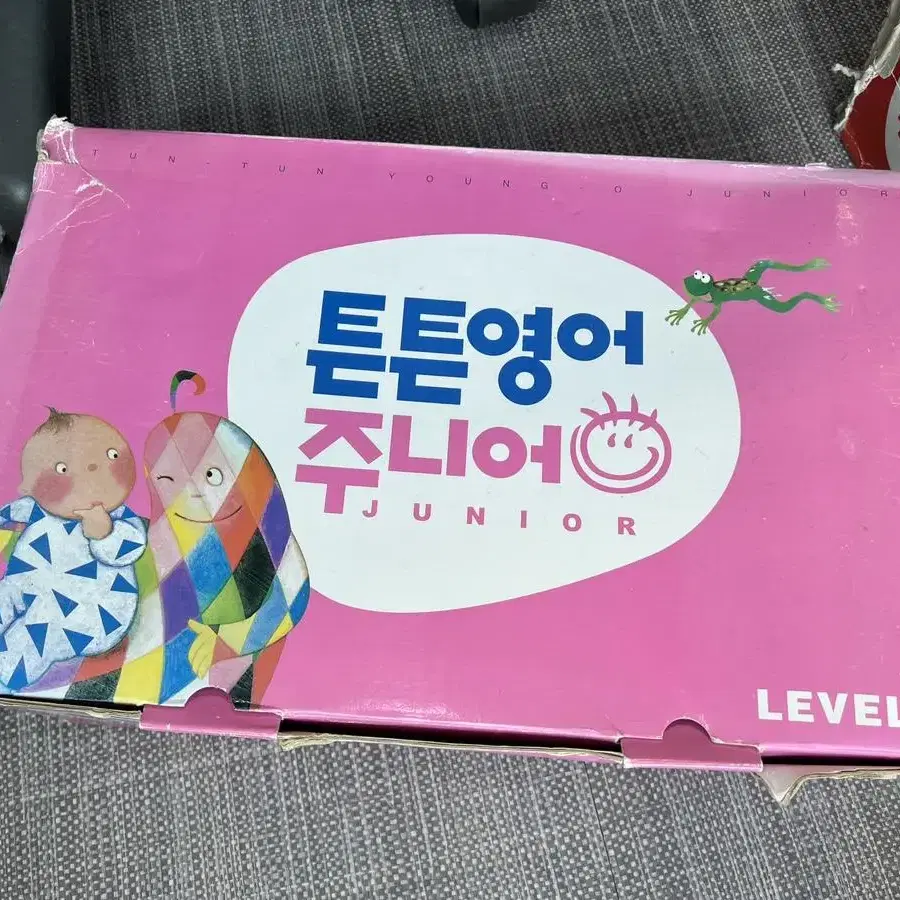 TUN-TUN YOUNG-O JUNIOR
튼튼영어
주니어
JUNIOR
LEVEL